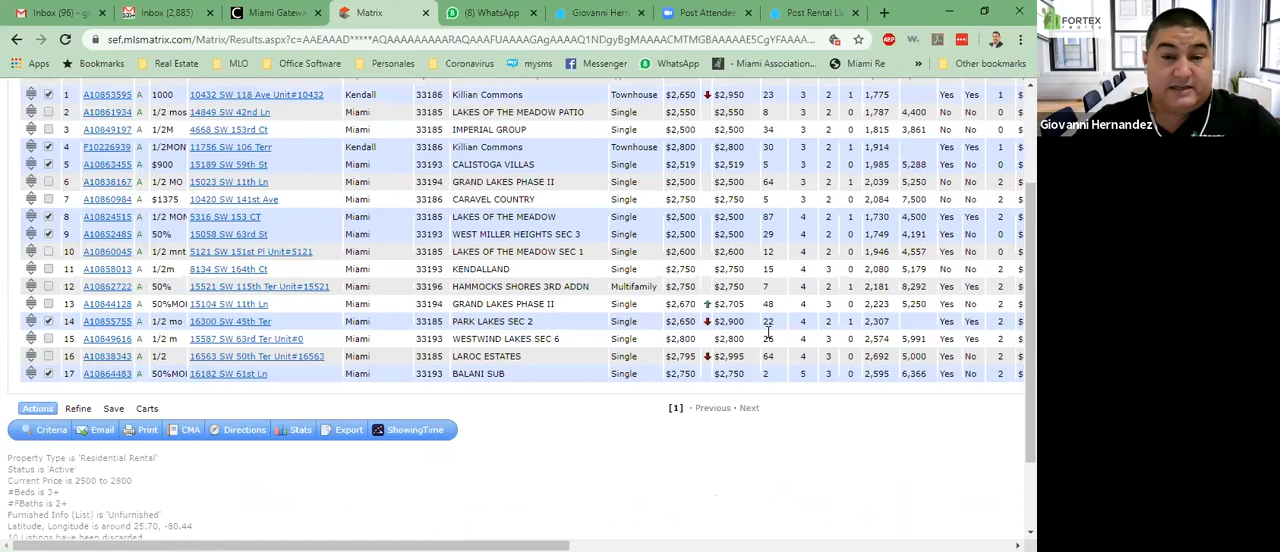 Inbox (96) - gi
Inbox (2,885)
Miami Gatew
Matrix
(8) WhatsApp
Giovanni Her
Post Attendee
Post Rental Lis
FORTEX
realty
sef.mlsmatrix.com/Matrix/Results.aspx?c=
Apps Bookmarks Real Estate MLO Office Software Personales Coronavirus mysms Messenger WhatsApp - Miami Association... Miami Re Other bookmarks
1 A10853595 A 1000 10432 SW 118 Ave Unit#10432 Kendall 33186 Killian Commons Townhouse $2,650 $2,950 23 3 2 1 1,775 Yes Yes 1
Giovanni Hernandez
2 A10861934 A 1/2 mos 14849 SW 42nd Ln Miami 33185 LAKES OF THE MEADOW PATIO Single $2,550 $2,550 8 3 2 1 1,787 4,400 No No 0
3 A10849197 A 1/2M 4668 SW 153rd Ct Miami 33185 IMPERIAL GROUP Single $2,500 $2,500 34 3 2 0 1,815 3,861 No No 0
4 F10226939 A 1/2MON 11756 SW 106 Terr Kendall 33186 Killian Commons Townhouse $2,800 $2,800 30 3 2 1 1,914 Yes Yes 1
5 A10863455 A $900 15189 SW 59th St Miami 33193 CALISTOGA VILLAS Single $2,519 $2,519 5 3 2 1 1,985 5,288 Yes No 0
6 A10838167 A 1/2 MO 15023 SW 11th Ln Miami 33194 GRAND LAKES PHASE II Single $2,500 $2,500 64 3 2 1 2,039 5,250 No No 2
7 A10860984 A $1375 10420 SW 141st Ave Miami 33186 CARAVEL COUNTRY Single $2,750 $2,750 5 3 2 0 2,084 7,500 No No 2
8 A10824515 A 1/2 MON 5316 SW 153 CT Miami 33185 LAKES OF THE MEADOW Single $2,500 $2,500 87 4 2 0 1,730 4,500 Yes Yes 2
9 A10852485 A 50% 15058 SW 63rd St Miami 33193 WEST MILLER HEIGHTS SEC 3 Single $2,500 $2,500 29 4 2 0 1,749 4,191 Yes No 0
10 A10860045 A 1/2 mnt 5121 SW 151st Pl Unit#5121 Miami 33185 LAKES OF THE MEADOW SEC 1 Single $2,600 $2,600 12 4 2 0 1,946 4,557 Yes No 0
11 A10858013 A 1/2m 8134 SW 164th Ct Miami 33193 KENDALLAND Single $2,750 $2,750 15 4 3 0 2,080 5,179 No No 2
12 A10862722 A 50% 15521 SW 115th Ter Unit#15521 Miami 33196 HAMMOCKS SHORES 3RD ADDN Multifamily $2,750 $2,750 7 4 2 1 2,181 8,292 Yes No 2
13 A10844128 A 50%MO 15104 SW 11th Ln Miami 33194 GRAND LAKES PHASE II Single $2,670 $2,705 48 4 3 0 2,223 5,250 Yes No 2
14 A10855755 A 1/2 mo 16300 SW 45th Ter Miami 33185 PARK LAKES SEC 2 Single $2,650 $2,900 22 4 2 1 2,307 Yes Yes 2
15 A10849616 A 1/2 m 15587 SW 63rd Ter Unit#0 Miami 33193 WESTWIND LAKES SEC 6 Single $2,800 $2,800 4 3 0 2,574 5,991 Yes Yes 2
16 A10838343 A 1/2 16563 SW 50th Ter Unit#16563 Miami 33185 LAROC ESTATES Single $2,795 $2,995 64 4 3 0 2,692 5,000 Yes No 2
17 A10864483 A 50%MO 16182 SW 61st Ln Miami 33193 BALANI SUB Single $2,750 $2,750 2 5 3 0 2,595 6,366 Yes No 2
Actions Refine Save Carts [1] · Previous · Next
Criteria Email Print CMA Directions Stats Export ShowingTime
Property Type is 'Residential Rental'
Status is 'Active'
Current Price is 2500 to 2800
#Beds is 3+
#FBaths is 2+
Furnished Info (List) is 'Unfurnished'
Latitude, Longitude is around 25.70, -80.44
10 Listings have been discarded